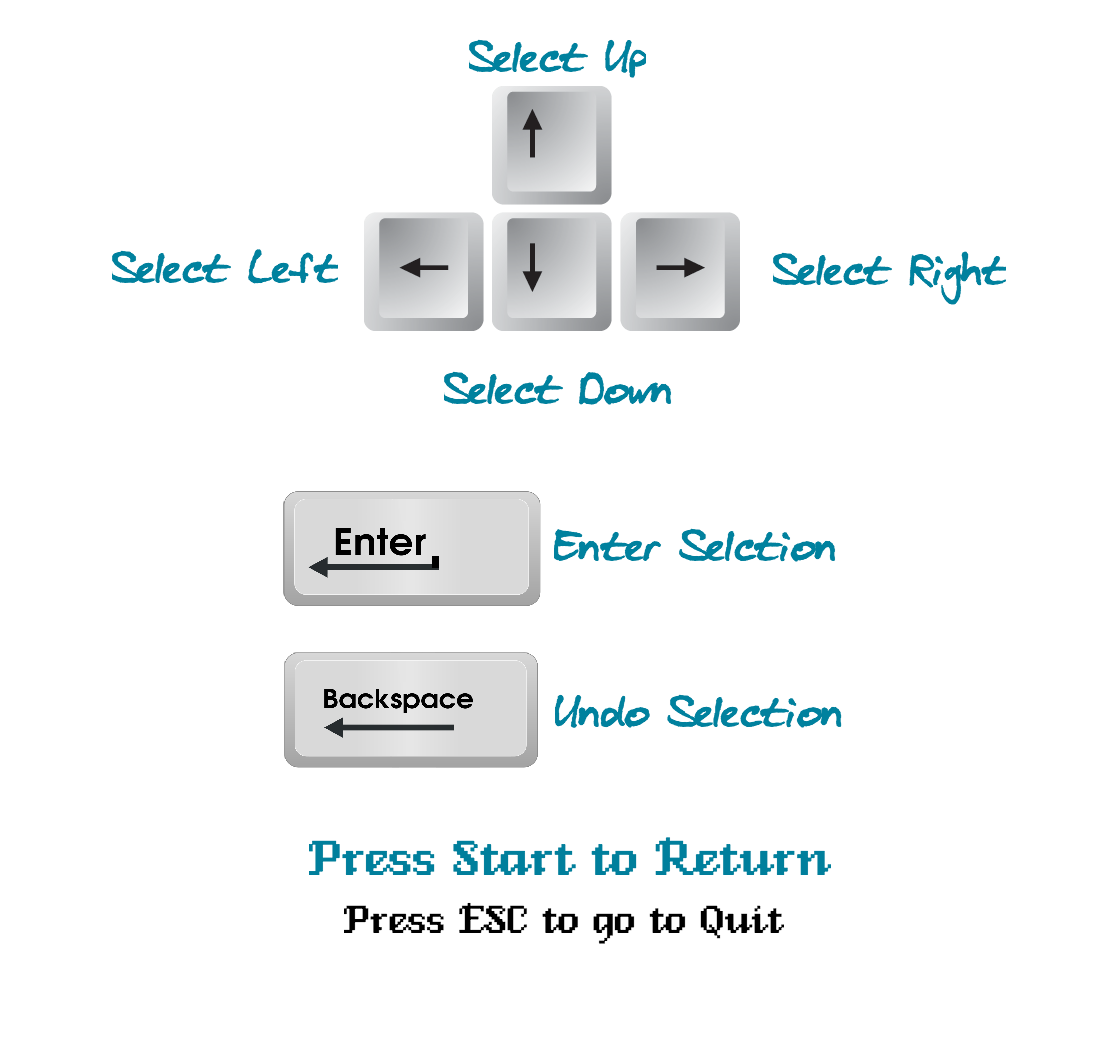 Select Up
Select Left
Select Right
Select Down
Enter
Enter Selction
Backspace
Undo Selection
Press Start to Return
Press ESC to go to Quit